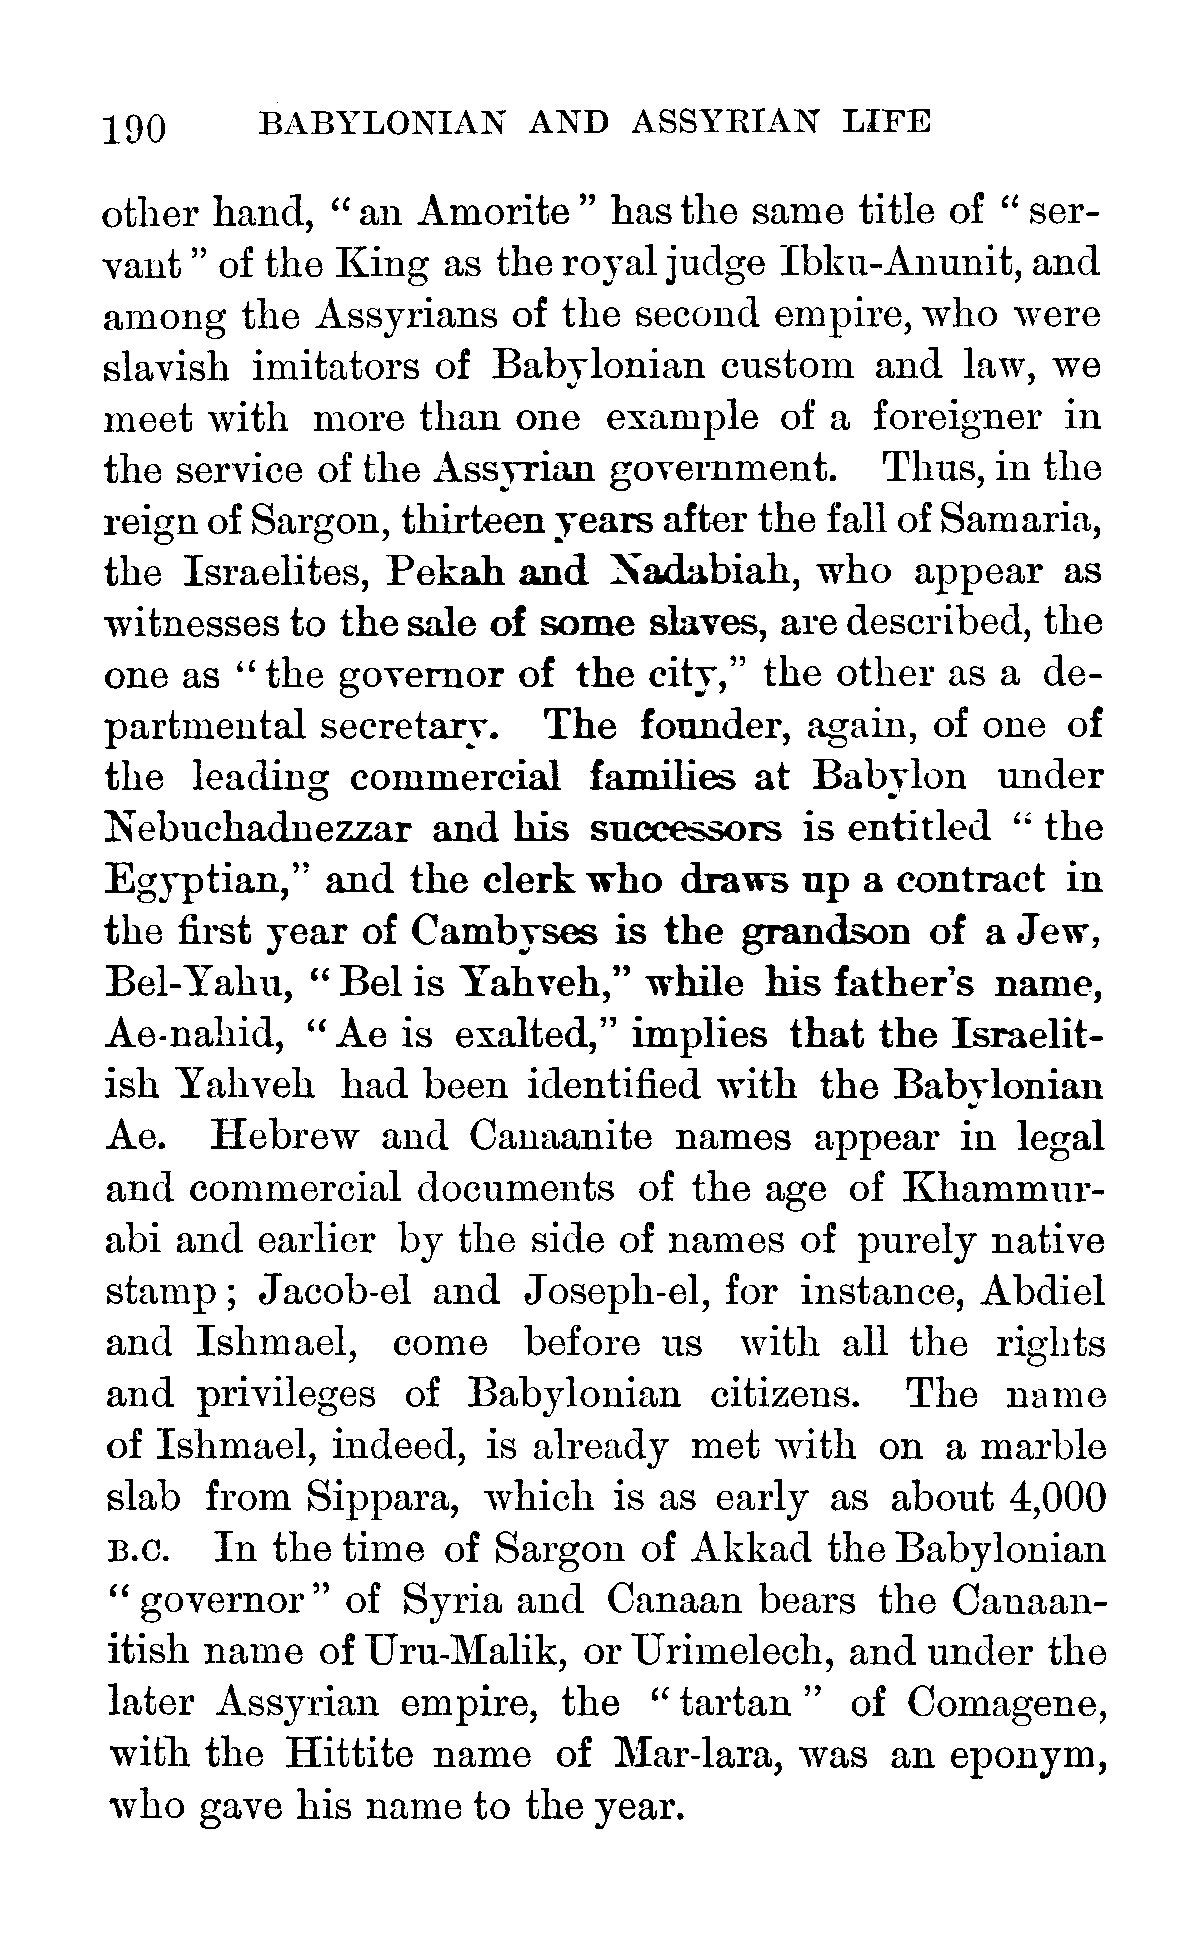 190 BABYLONIAN AND ASSYRIAN LIFE
other hand, “ an Amorite ” has the same title of “ ser-
vant ” of the King as the royal judge Ibku-Anunit, and
among the Assyrians of the second empire, who were
slavish imitators of Babylonian custom and law, we
meet with more than one example of a foreigner in
the service of the Assyrian government. Thus, in the
reign of Sargon, thirteen years after the fall of Samaria,
the Israelites, Pekah and Nadabiah, who appear as
witnesses to the sale of some slaves, are described, the
one as “ the governor of the city,” the other as a de-
partmental secretary. The founder, again, of one of
the leading commercial families at Babylon under
Nebuchadnezzar and his successors is entitled “ the
Egyptian,” and the clerk who draws up a contract in
the first year of Cambyses is the grandson of a Jew,
Bel-Yahu, “ Bel is Yahveh,” while his father’s name,
Ae-nahid, “ Ae is exalted,” implies that the Israelit-
ish Yahveh had been identified with the Babylonian
Ae. Hebrew and Canaanite names appear in legal
and commercial documents of the age of Khammur-
abi and earlier by the side of names of purely native
stamp ; Jacob-el and Joseph-el, for instance, Abdiel
and Ishmael, come before us with all the rights
and privileges of Babylonian citizens. The name
of Ishmael, indeed, is already met with on a marble
slab from Sippara, which is as early as about 4,000
B.C. In the time of Sargon of Akkad the Babylonian
“ governor ” of Syria and Canaan bears the Canaan-
itish name of Uru-Malik, or Urimelech, and under the
later Assyrian empire, the “ tartan ” of Comagene,
with the Hittite name of Mar-lara, was an eponym,
who gave his name to the year.